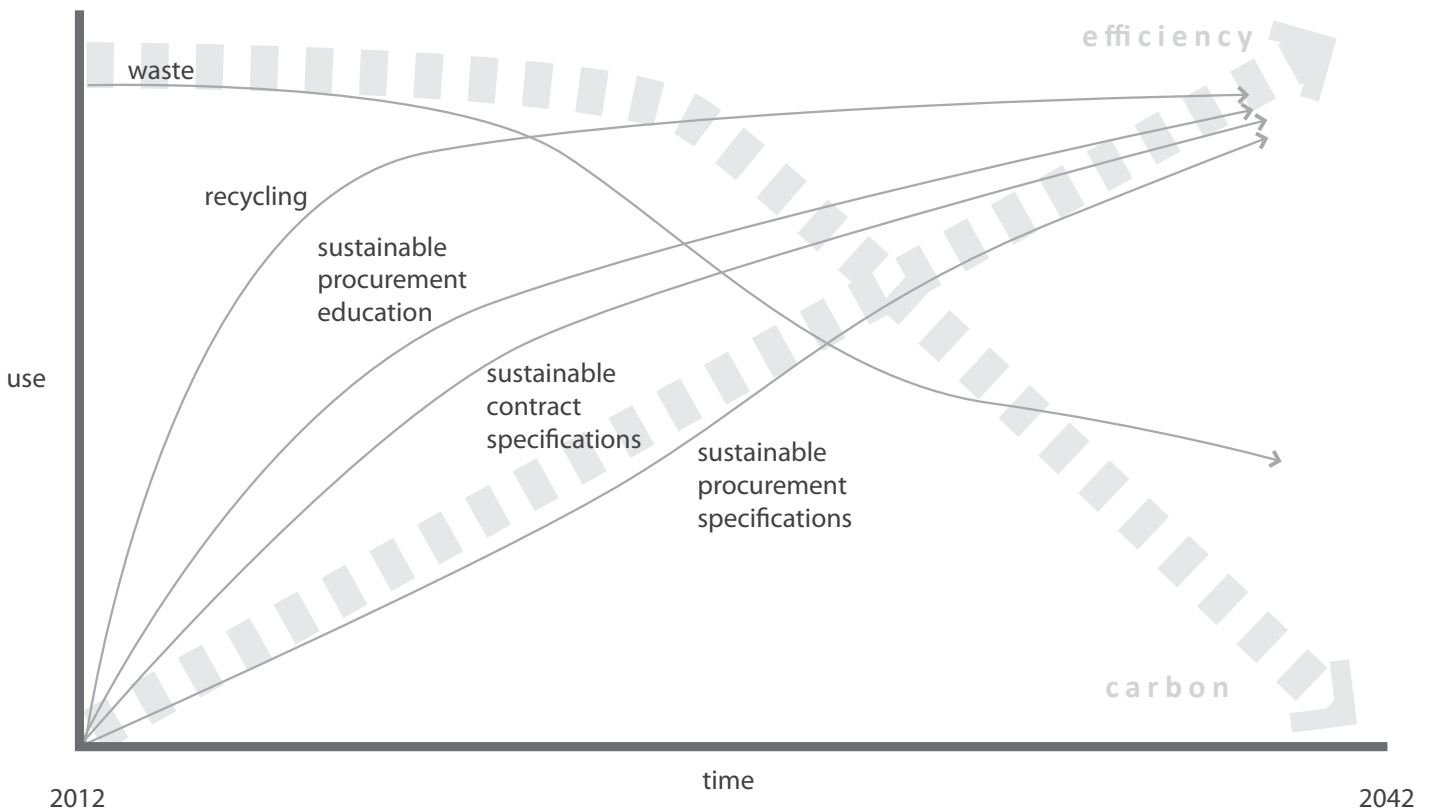 efficiency
waste
recycling
sustainable
procurement
education
use
sustainable
contract
specifications
sustainable
procurement
specifications
carbon
time
2012
2042